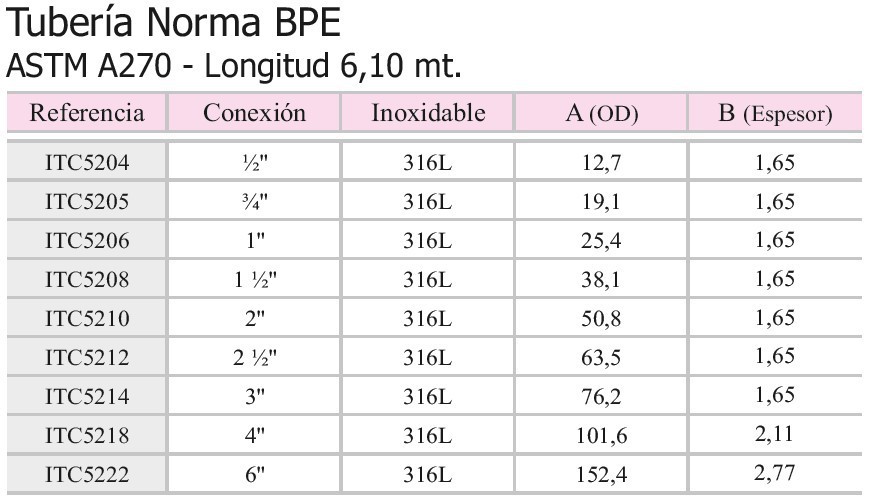 Tubería Norma BPE
ASTM A270 - Longitud 6,10 mt.
Referencia Conexión Inoxidable A (OD) B (Espesor)
ITC5204 ½" 316L 12,7 1,65
ITC5205 ¾" 316L 19,1 1,65
ITC5206 1" 316L 25,4 1,65
ITC5208 1 ½" 316L 38,1 1,65
ITC5210 2" 316L 50,8 1,65
ITC5212 2 ½" 316L 63,5 1,65
ITC5214 3" 316L 76,2 1,65
ITC5218 4" 316L 101,6 2,11
ITC5222 6" 316L 152,4 2,77